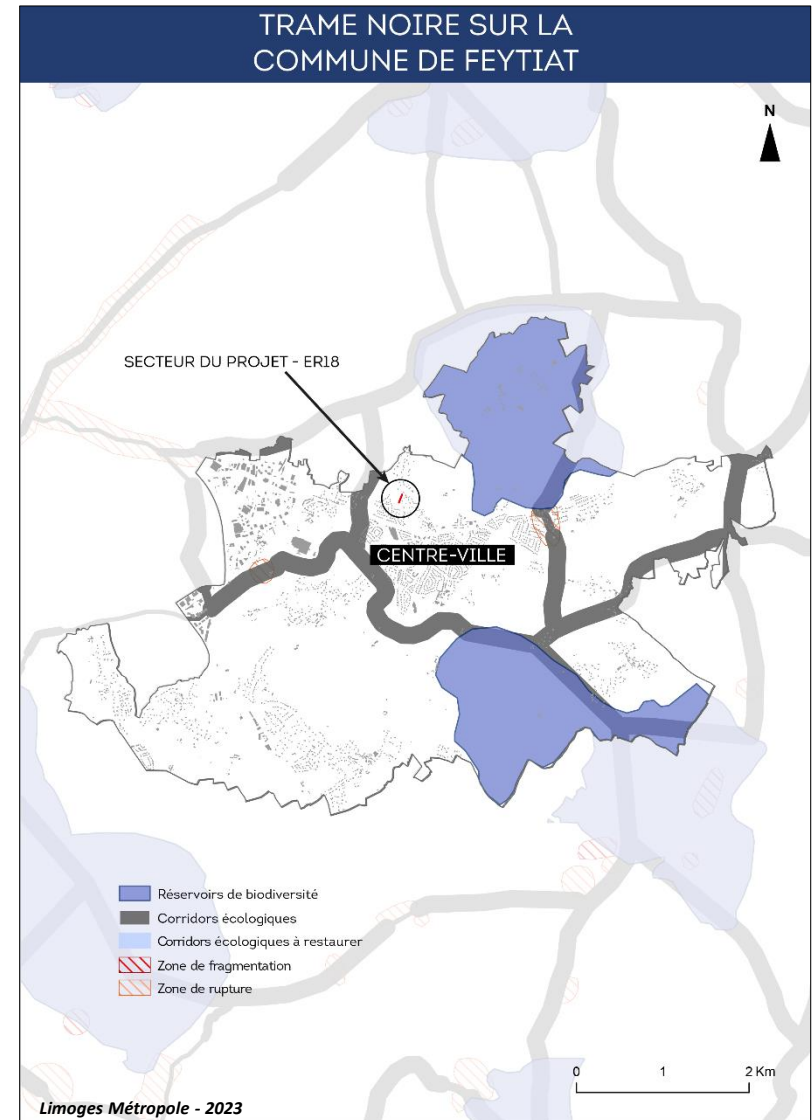 TRAME NOIRE SUR LA
COMMUNE DE FEYTIAT
N
SECTEUR DU PROJET - ER18
CENTRE-VILLE
Réservoirs de biodiversité
Corridors écologiques
Corridors écologiques à restaurer
Zone de fragmentation
Zone de rupture
0 1 2 Km
Limoges Métropole - 2023